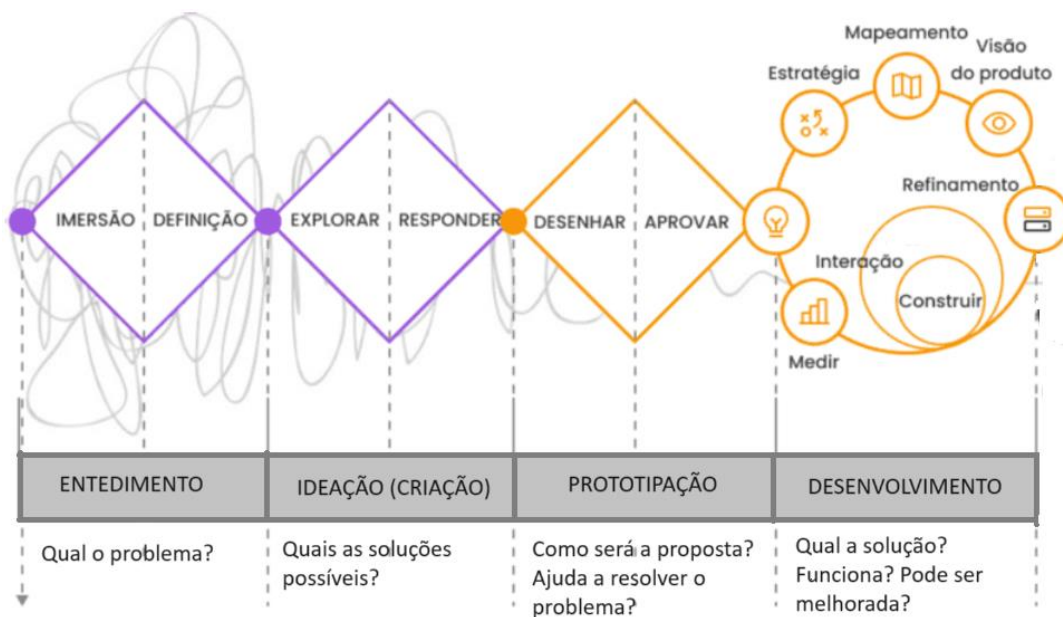 Mapeamento
Visão
do produto
Estratégia
Refinamento
IMERSÃO
DEFINIÇÃO
EXPLORAR
RESPONDER
DESENHAR
APROVAR
Interação
Construir
Medir
ENTEDIMENTO
IDEAÇÃO (CRIAÇÃO)
PROTOTIPAÇÃO
DESENVOLVIMENTO
Qual o problema?
Quais as soluções
possíveis?
Como será a proposta?
Ajuda a resolver o
problema?
Qual a solução?
Funciona? Pode ser
melhorada?